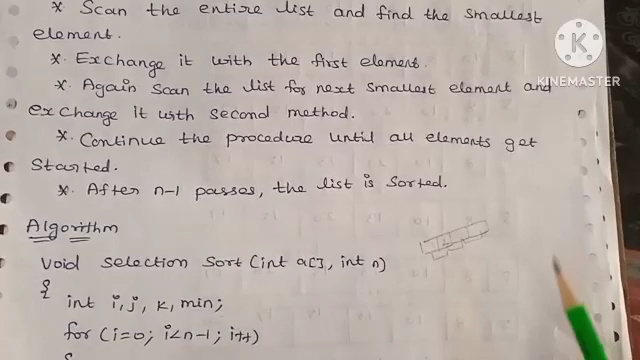 * Scan the entire list and find the smallest
element.
* Exchange it with the first element.
* Again scan the list for next smallest element and
exchange it with second method.
* Continue the procedure until all elements get
Started.
* After n-1 passes, the list is sorted.
Algorithm
Void Selection Sort (int a[], int n)
{
int i, j, k, min;
for (i=0; i<n-1; i++)
{
KINEMASTER